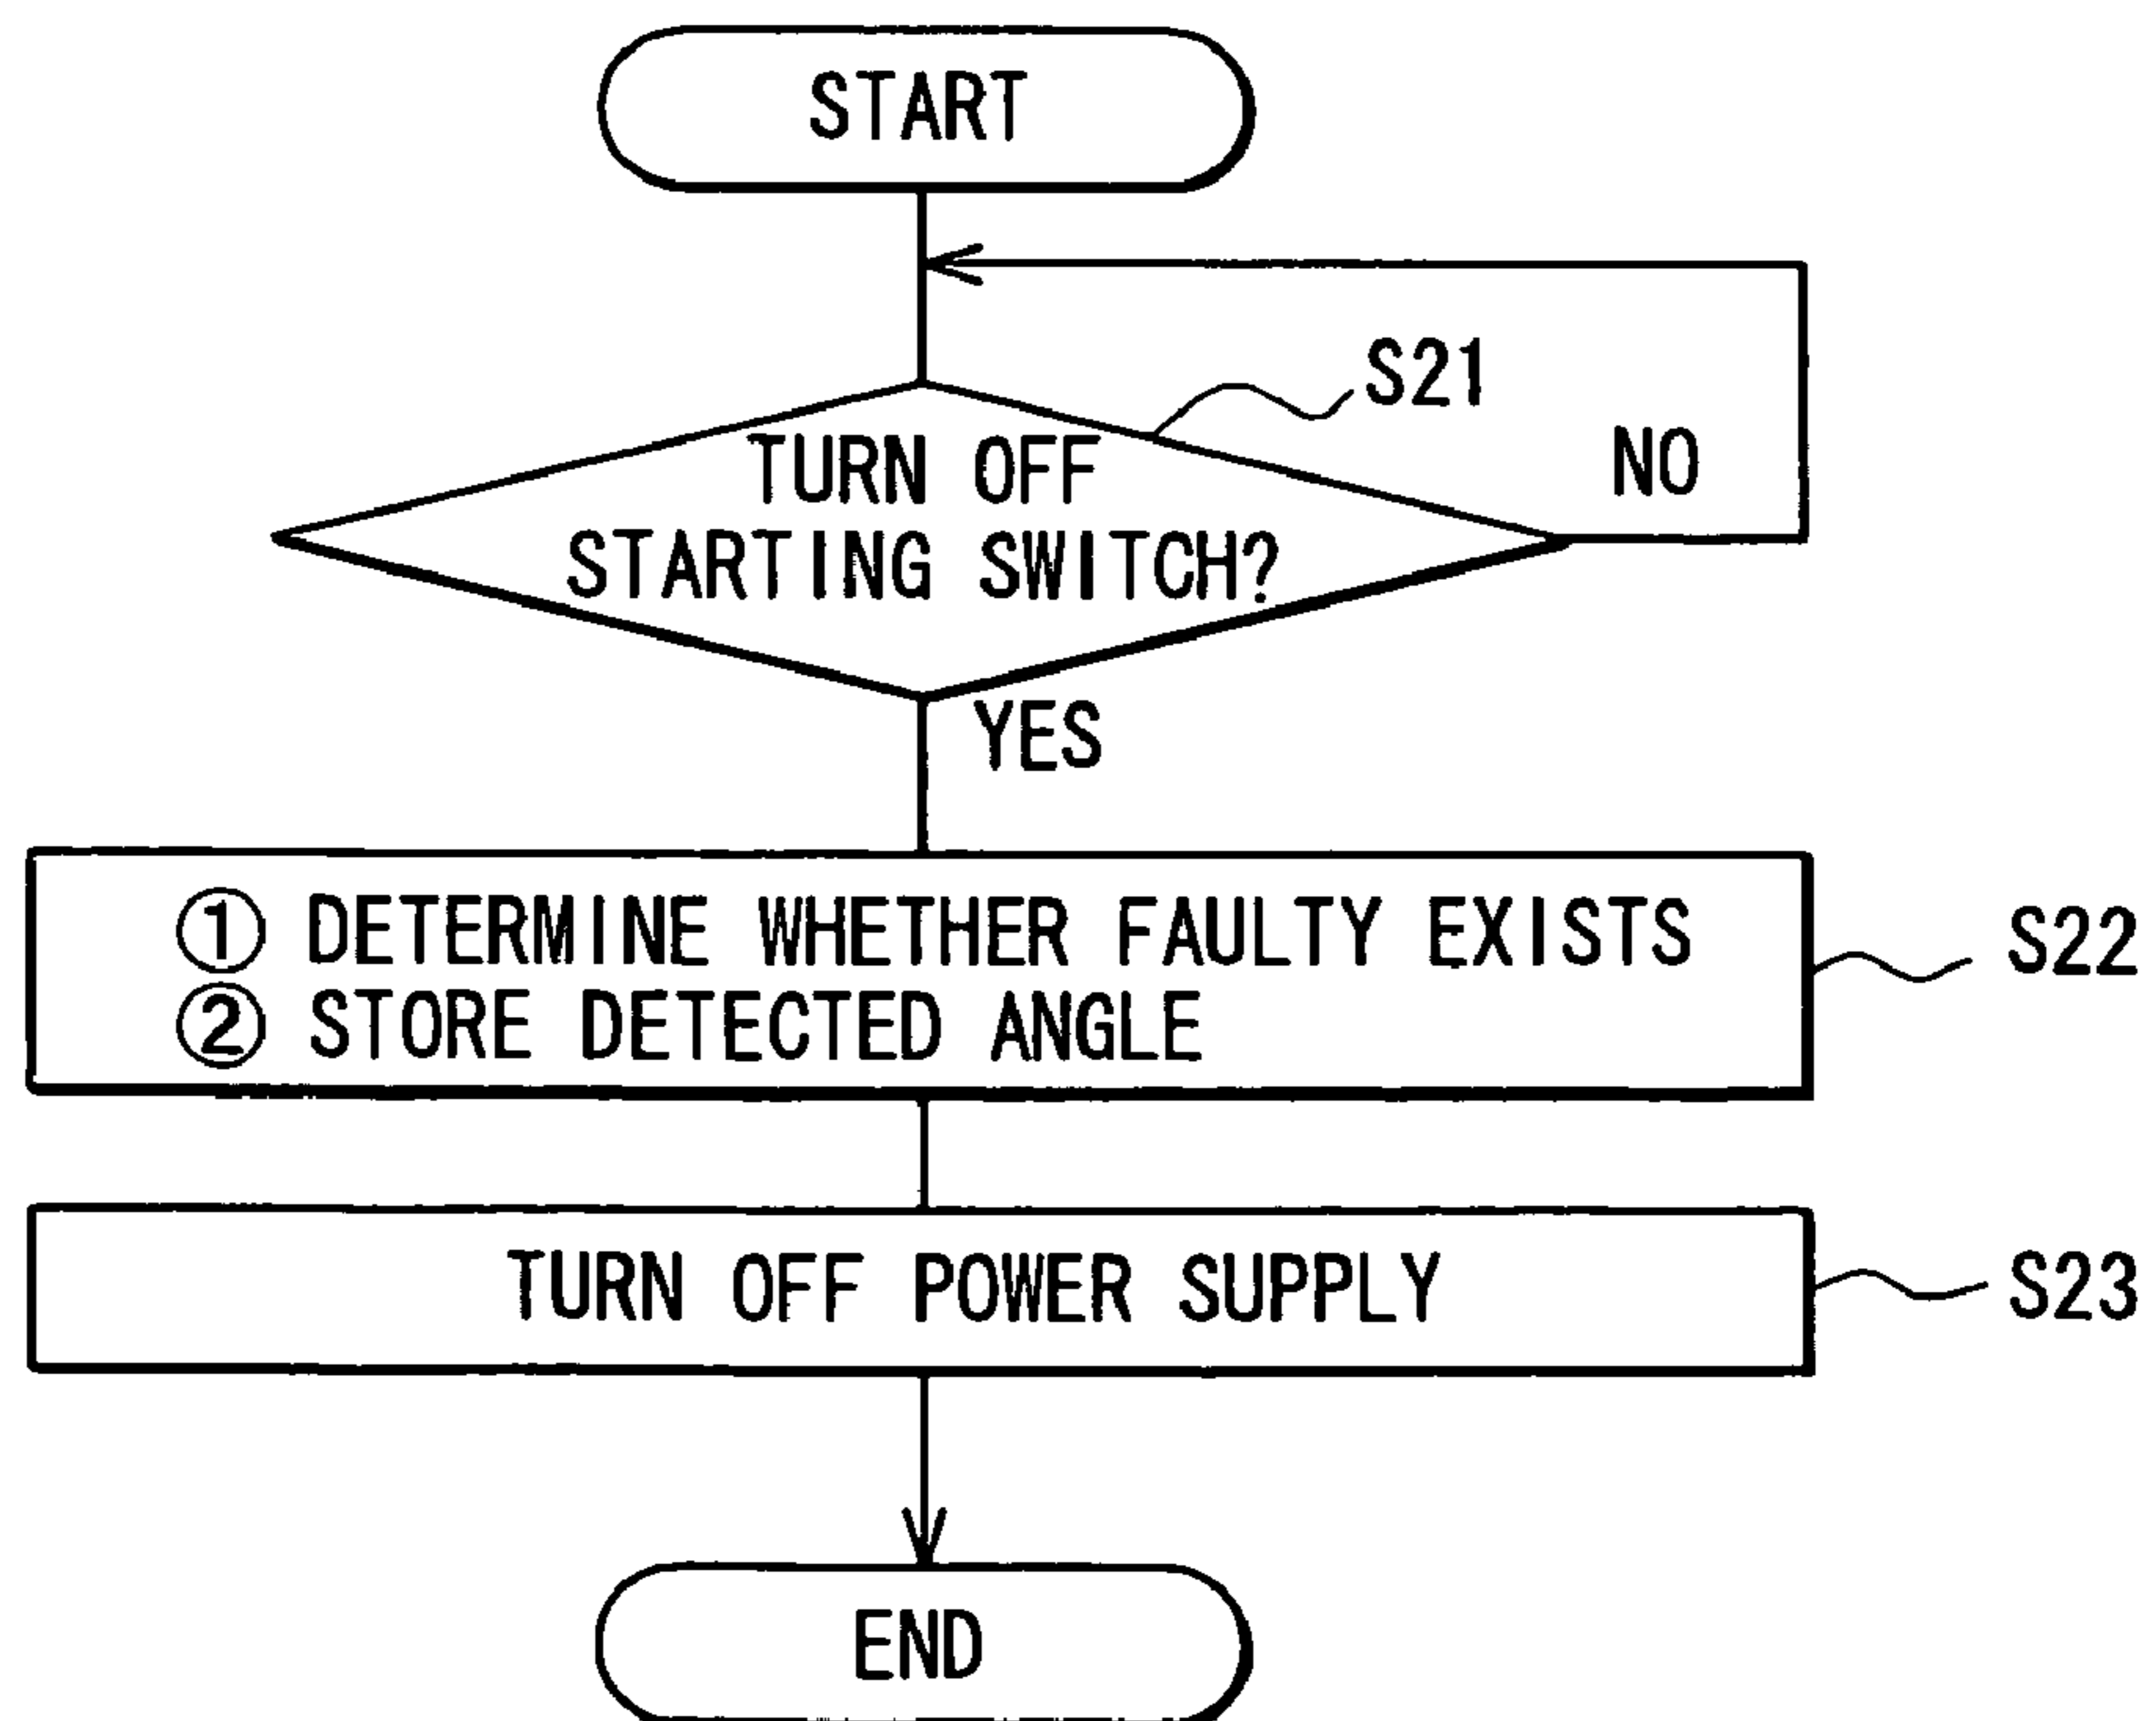 START
S21
NO
TURN OFF
STARTING SWITCH?
YES
① DETERMINE WHETHER FAULTY EXISTS
② STORE DETECTED ANGLE
S22
TURN OFF POWER SUPPLY
S23
END